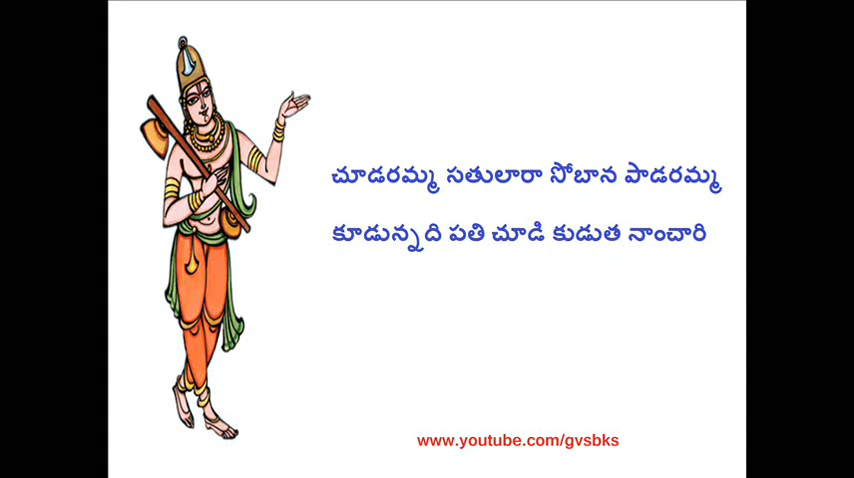 చూడరమ్మ సతులారా సోబాన పాడరమ్మ
కూడున్నది పతి చూడి కుడుత నాంచారి
www.youtube.com/gvsbks